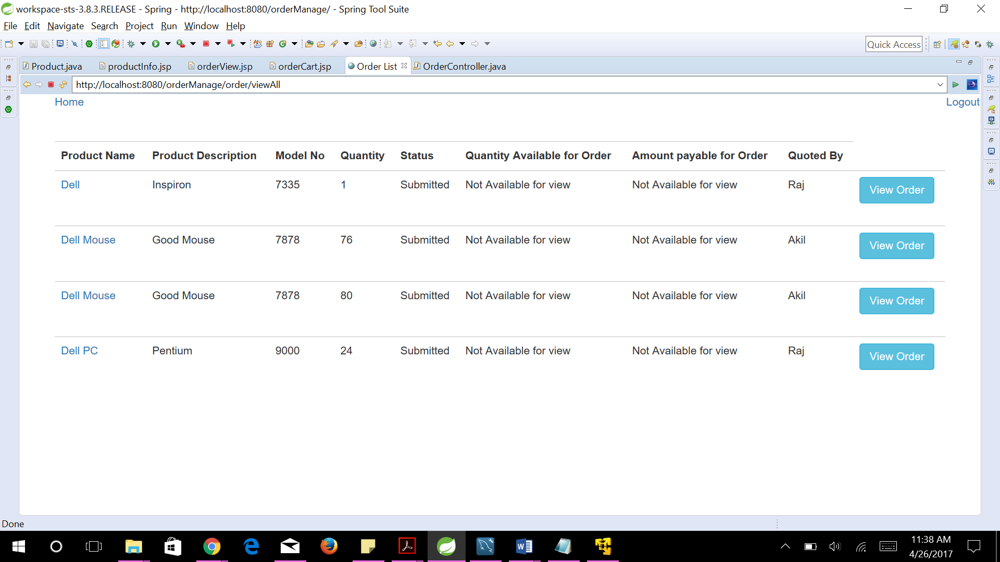 workspace-sts-3.8.3.RELEASE - Spring - http://localhost:8080/orderManage/ - Spring Tool Suite
File Edit Navigate Search Project Run Window Help
Quick Access
Product.java productInfo.jsp orderView.jsp orderCart.jsp Order List OrderController.java
http://localhost:8080/orderManage/order/viewAll
Home Logout
Product Name Product Description Model No Quantity Status Quantity Available for Order Amount payable for Order Quoted By
Dell Inspiron 7335 1 Submitted Not Available for view Not Available for view Raj View Order
Dell Mouse Good Mouse 7878 76 Submitted Not Available for view Not Available for view Akil View Order
Dell Mouse Good Mouse 7878 80 Submitted Not Available for view Not Available for view Akil View Order
Dell PC Pentium 9000 24 Submitted Not Available for view Not Available for view Raj View Order
Done
11:38 AM
4/26/2017